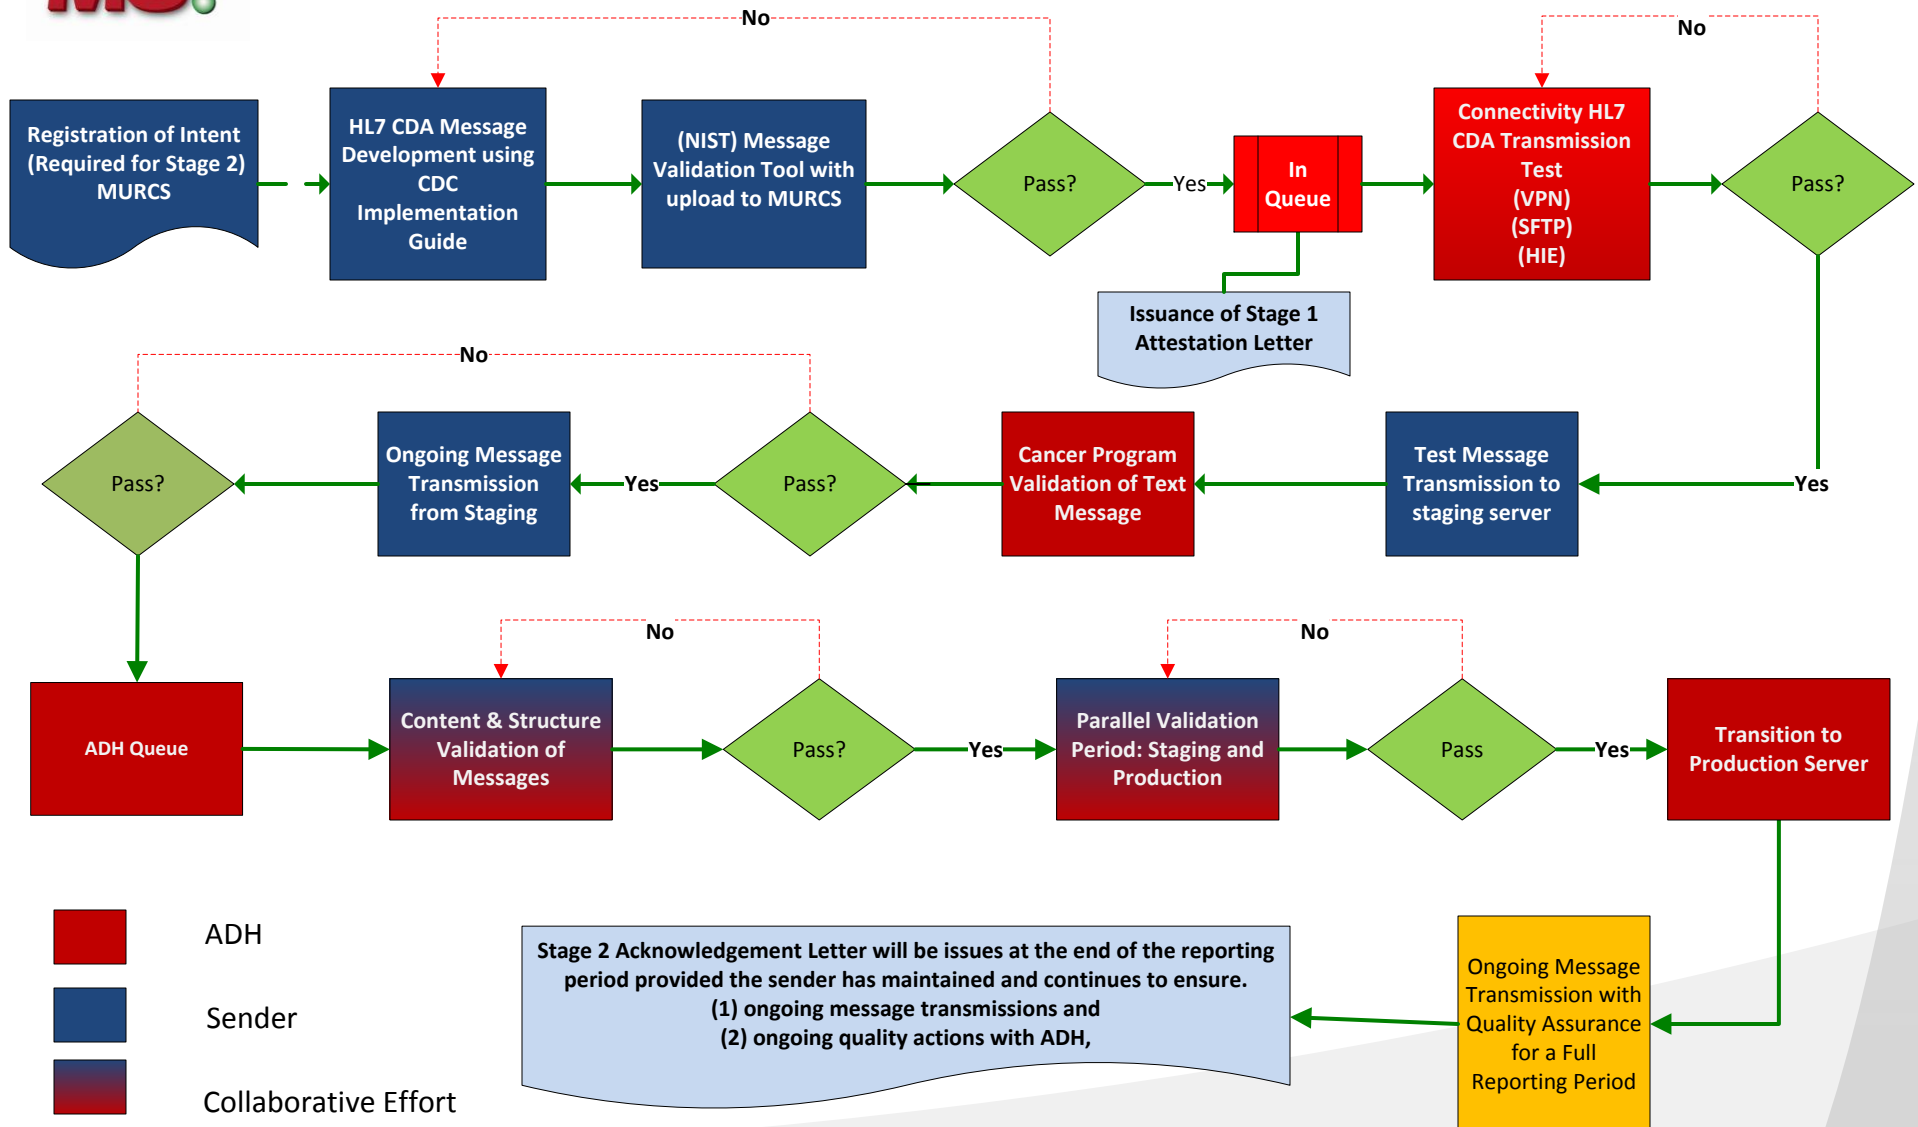 MU.
No
No
Registration of Intent
(Required for Stage 2)
MURCS
HL7 CDA Message
Development using
CDC
Implementation
Guide
(NIST) Message
Validation Tool with
upload to MURCS
Pass?
Yes
In
Queue
Connectivity HL7
CDA Transmission
Test
(VPN)
(SFTP)
(HIE)
Pass?
Issuance of Stage 1
Attestation Letter
No
Pass?
Ongoing Message
Transmission
from Staging
Yes
Pass?
Cancer Program
Validation of Text
Message
Test Message
Transmission to
staging server
Yes
No
No
ADH Queue
Content & Structure
Validation of
Messages
Pass?
Yes
Parallel Validation
Period: Staging and
Production
Pass
Yes
Transition to
Production Server
ADH
Sender
Collaborative Effort
Stage 2 Acknowledgement Letter will be issues at the end of the reporting
period provided the sender has maintained and continues to ensure.
(1) ongoing message transmissions and
(2) ongoing quality actions with ADH,
Ongoing Message
Transmission with
Quality Assurance
for a Full
Reporting Period